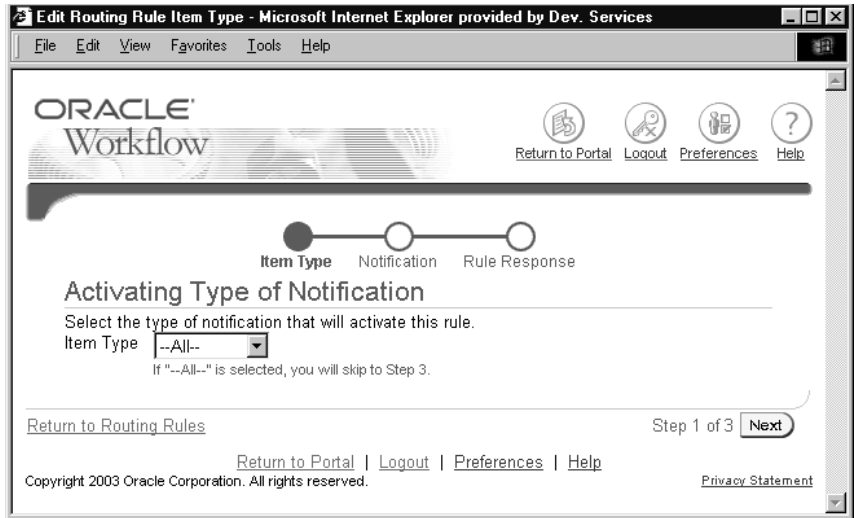 Edit Routing Rule Item Type - Microsoft Internet Explorer provided by Dev. Services
File Edit View Favorites Tools Help
ORACLE'
Workflow
Return to Portal Logout Preferences Help
Item Type Notification Rule Response
Activating Type of Notification
Select the type of notification that will activate this rule.
Item Type --All--
If "--All--" is selected, you will skip to Step 3.
Return to Routing Rules Step 1 of 3 Next
Return to Portal | Logout | Preferences | Help
Copyright 2003 Oracle Corporation. All rights reserved. Privacy Statement